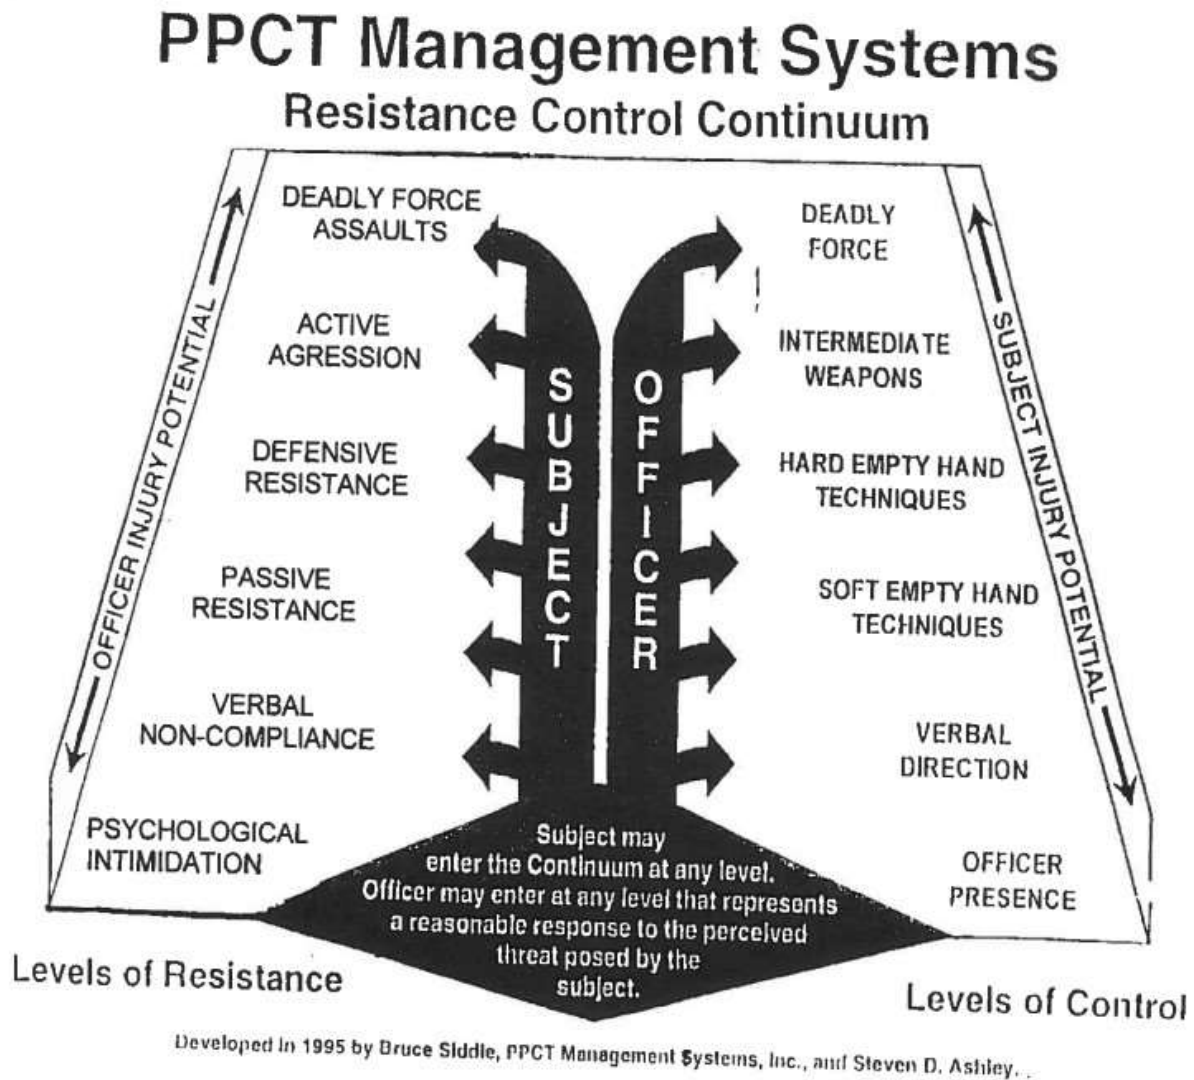 PPCT Management Systems
Resistance Control Continuum
DEADLY FORCE
ASSAULTS
ACTIVE
AGRESSION
DEFENSIVE
RESISTANCE
PASSIVE
RESISTANCE
VERBAL
NON-COMPLIANCE
PSYCHOLOGICAL
INTIMIDATION
OFFICER INJURY POTENTIAL
SUBJECT
OFFICER
DEADLY
FORCE
INTERMEDIATE
WEAPONS
HARD EMPTY HAND
TECHNIQUES
SOFT EMPTY HAND
TECHNIQUES
VERBAL
DIRECTION
OFFICER
PRESENCE
SUBJECT INJURY POTENTIAL
Subject may
enter the Continuum at any level.
Officer may enter at any level that represents
a reasonable response to the perceived
threat posed by the
subject.
Levels of Resistance
Levels of Control
Developed in 1995 by Bruce Siddle, PPCT Management Systems, Inc., and Steven D. Ashley.